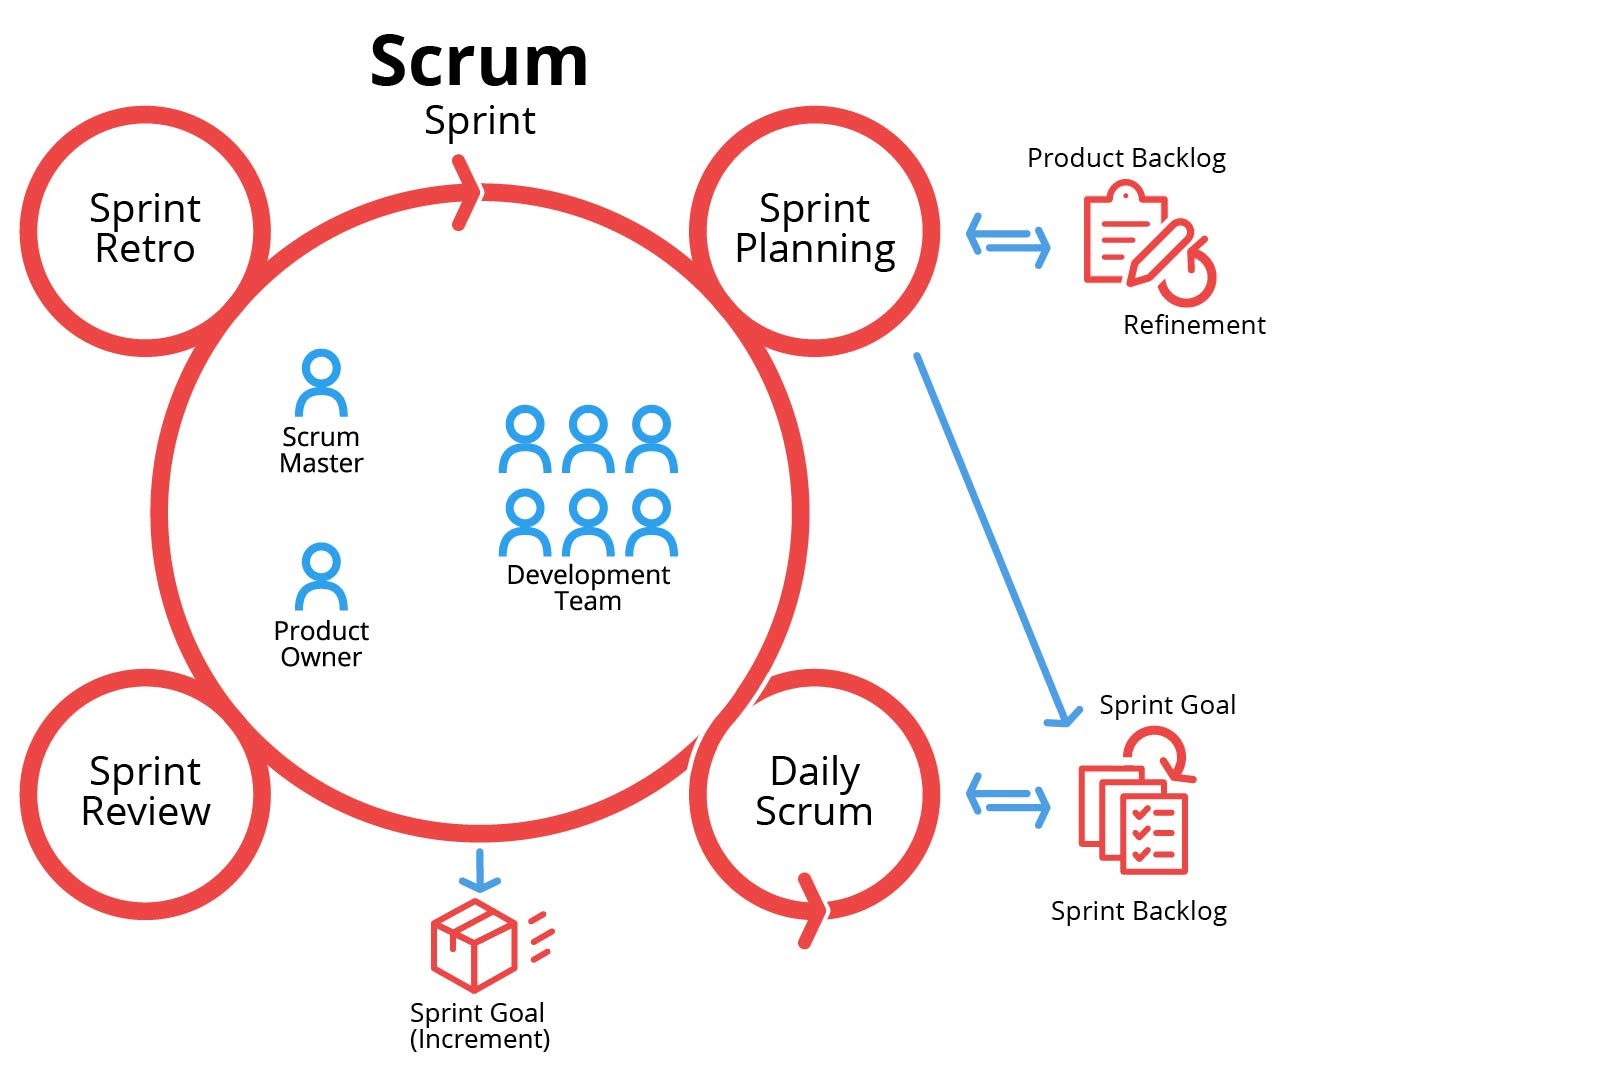 Scrum
Sprint
Sprint
Retro
Sprint
Planning
Product Backlog
Refinement
Scrum
Master
Development
Team
Product
Owner
Sprint
Review
Daily
Scrum
Sprint Goal
Sprint Backlog
Sprint Goal
(Increment)